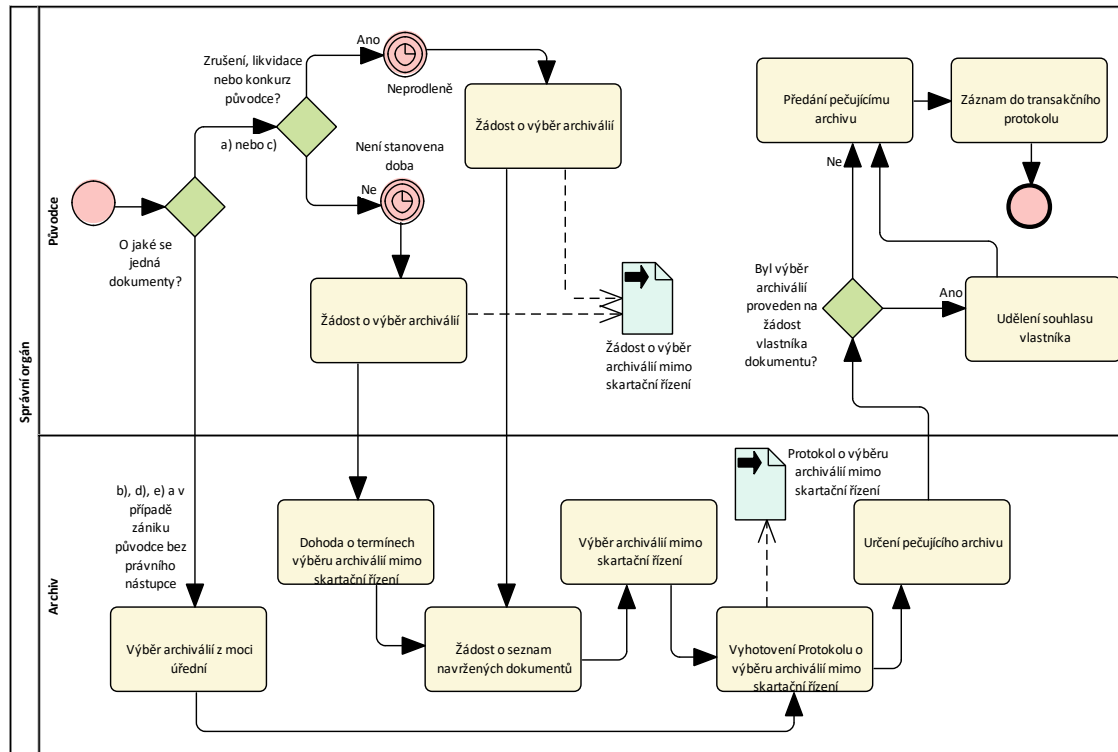 Správní orgán
Původce
Zrušení, likvidace
nebo konkurz
původce?
Ano
Neprodleně
a) nebo c)
Není stanovena
doba
Ne
O jaké se
jedná
dokumenty?
Žádost o výběr archiválií
Žádost o výběr archiválií
Žádost o výběr
archiválií mimo
skartační řízení
Předání pečujícímu
archivu
Záznam do transakčního
protokolu
Ne
Byl výběr
archiválií
proveden na
žádost
vlastníka
dokumentu?
Ano
Udělení souhlasu
vlastníka
Archiv
b), d), e) a v
případě
zániku
původce bez
právního
nástupce
Dohoda o termínech
výběru archiválií mimo
skartační řízení
Výběr archiválií mimo
skartační řízení
Protokol o výběru
archiválií mimo
skartační řízení
Určení pečujícího archivu
Výběr archiválií z moci
úřední
Žádost o seznam
navržených dokumentů
Vyhotovení Protokolu o
výběru archiválií mimo
skartační řízení